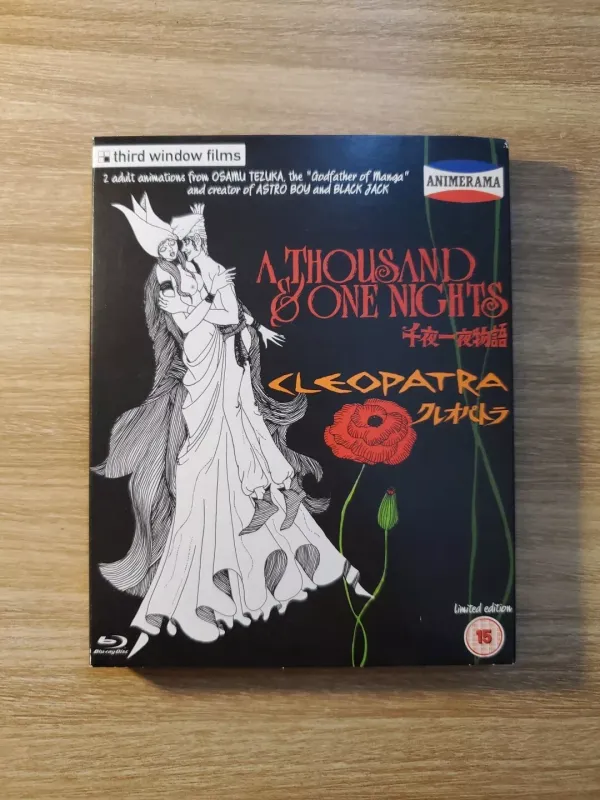 third window films
2 adult animations from OSAMU TEZUKA, the "Godfather of Manga"
and creator of ASTRO BOY and BLACK JACK
ANIMERAMA
A THOUSAND
& ONE NIGHTS
千夜一夜物語
CLEOPATRA
クレオパトラ
Limited edition
15
Blu-ray Disc